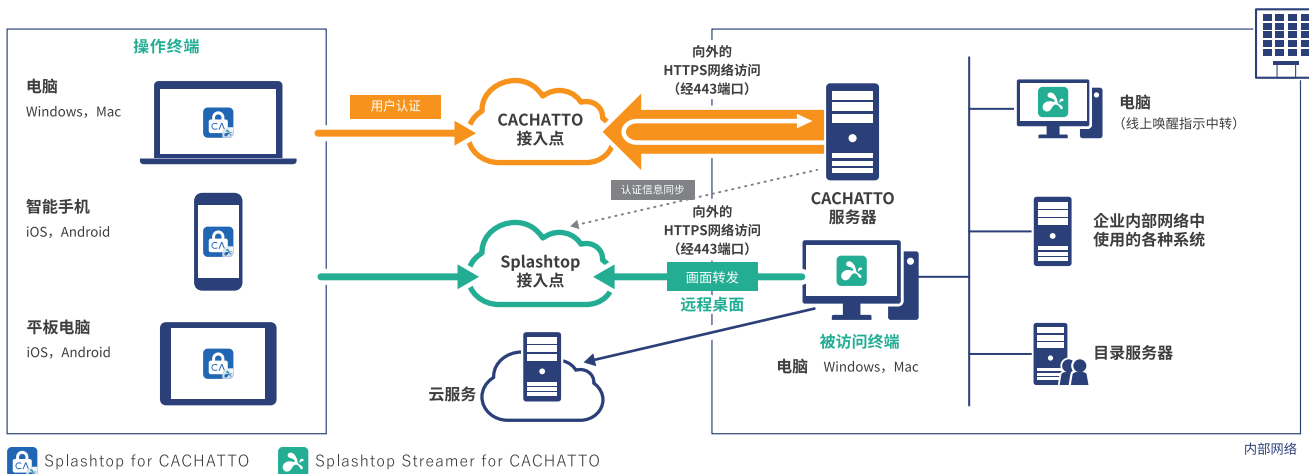 操作终端
电脑
Windows，Mac
智能手机
iOS，Android
平板电脑
iOS，Android
用户认证
CACHATTO
接入点
向外的
HTTPS网络访问
（经443端口）
认证信息同步
CACHATTO
服务器
Splashtop
接入点
向外的
HTTPS网络访问
（经443端口）
画面转发
远程桌面
被访问终端
电脑 Windows，Mac
云服务
电脑
（线上唤醒指示中转）
企业内部网络中
使用的各种系统
目录服务器
内部网络
CA
Splashtop for CACHATTO
Splashtop Streamer for CACHATTO